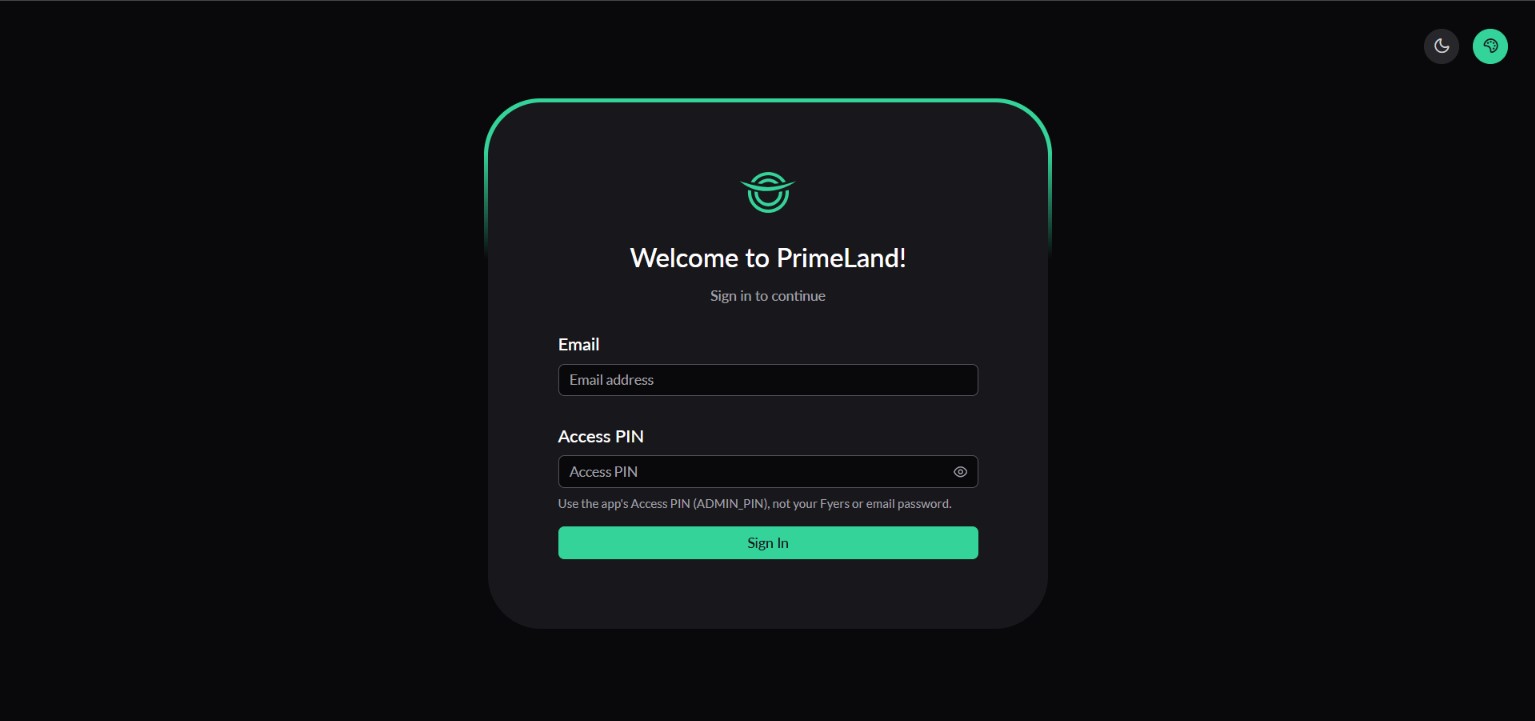 Welcome to PrimeLand!
Sign in to continue
Email
Email address
Access PIN
Access PIN
Use the app's Access PIN (ADMIN_PIN), not your Fyers or email password.
Sign In